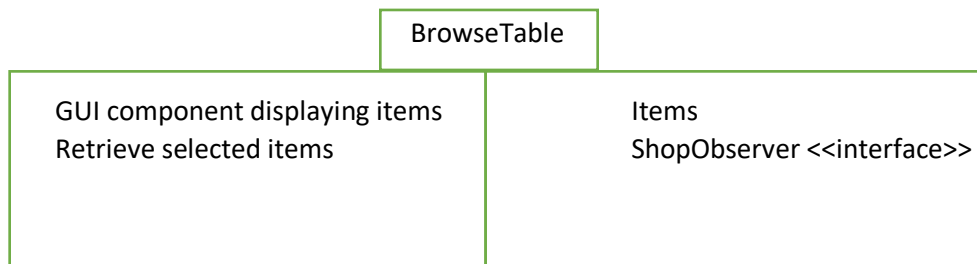 BrowseTable
GUI component displaying items
Retrieve selected items
Items
ShopObserver <<interface>>